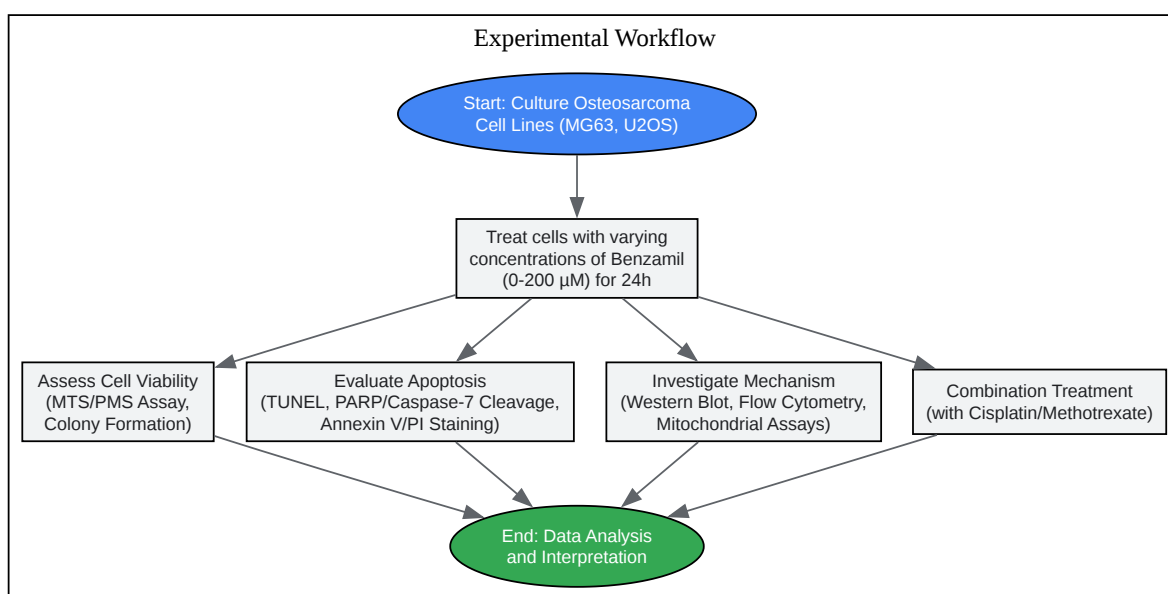 Experimental Workflow
Start: Culture Osteosarcoma
Cell Lines (MG63, U2OS)
Treat cells with varying
concentrations of Benzamil
(0-200 µM) for 24h
Assess Cell Viability
(MTS/PMS Assay,
Colony Formation)
Evaluate Apoptosis
(TUNEL, PARP/Caspase-7 Cleavage,
Annexin V/PI Staining)
Investigate Mechanism
(Western Blot, Flow Cytometry,
Mitochondrial Assays)
Combination Treatment
(with Cisplatin/Methotrexate)
End: Data Analysis
and Interpretation